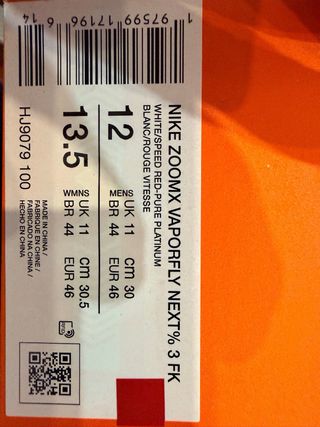 NIKE ZOOMX VAPORFLY NEXT% 3 FK
WHITE/SPEED RED-PURE PLATINUM
BLANC/ROUGE VITESSE
12
MENS UK 11 cm 30
BR 44 EUR 46
13.5
WMNS UK 11 cm 30.5
BR 44 EUR 46
1 97599 17196 6 14
HJ9079 100
MADE IN CHINA /
FABRIQUE EN CHINE /
FABRICADO NA CHINA /
HECHO EN CHINA